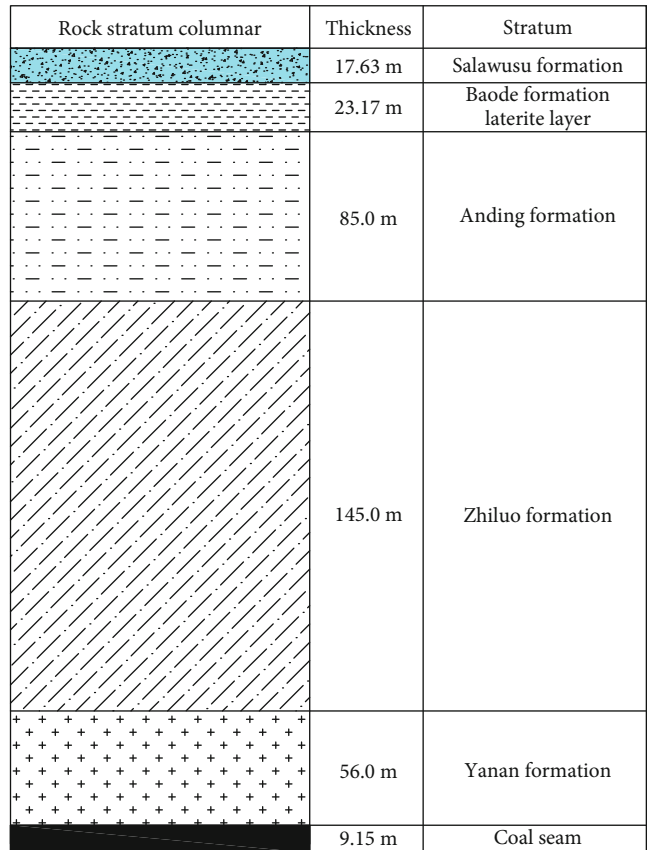 Rock stratum columnar Thickness Stratum
17.63 m Salawusu formation
23.17 m Baode formation
laterite layer
85.0 m Anding formation
145.0 m Zhiluo formation
56.0 m Yanan formation
9.15 m Coal seam